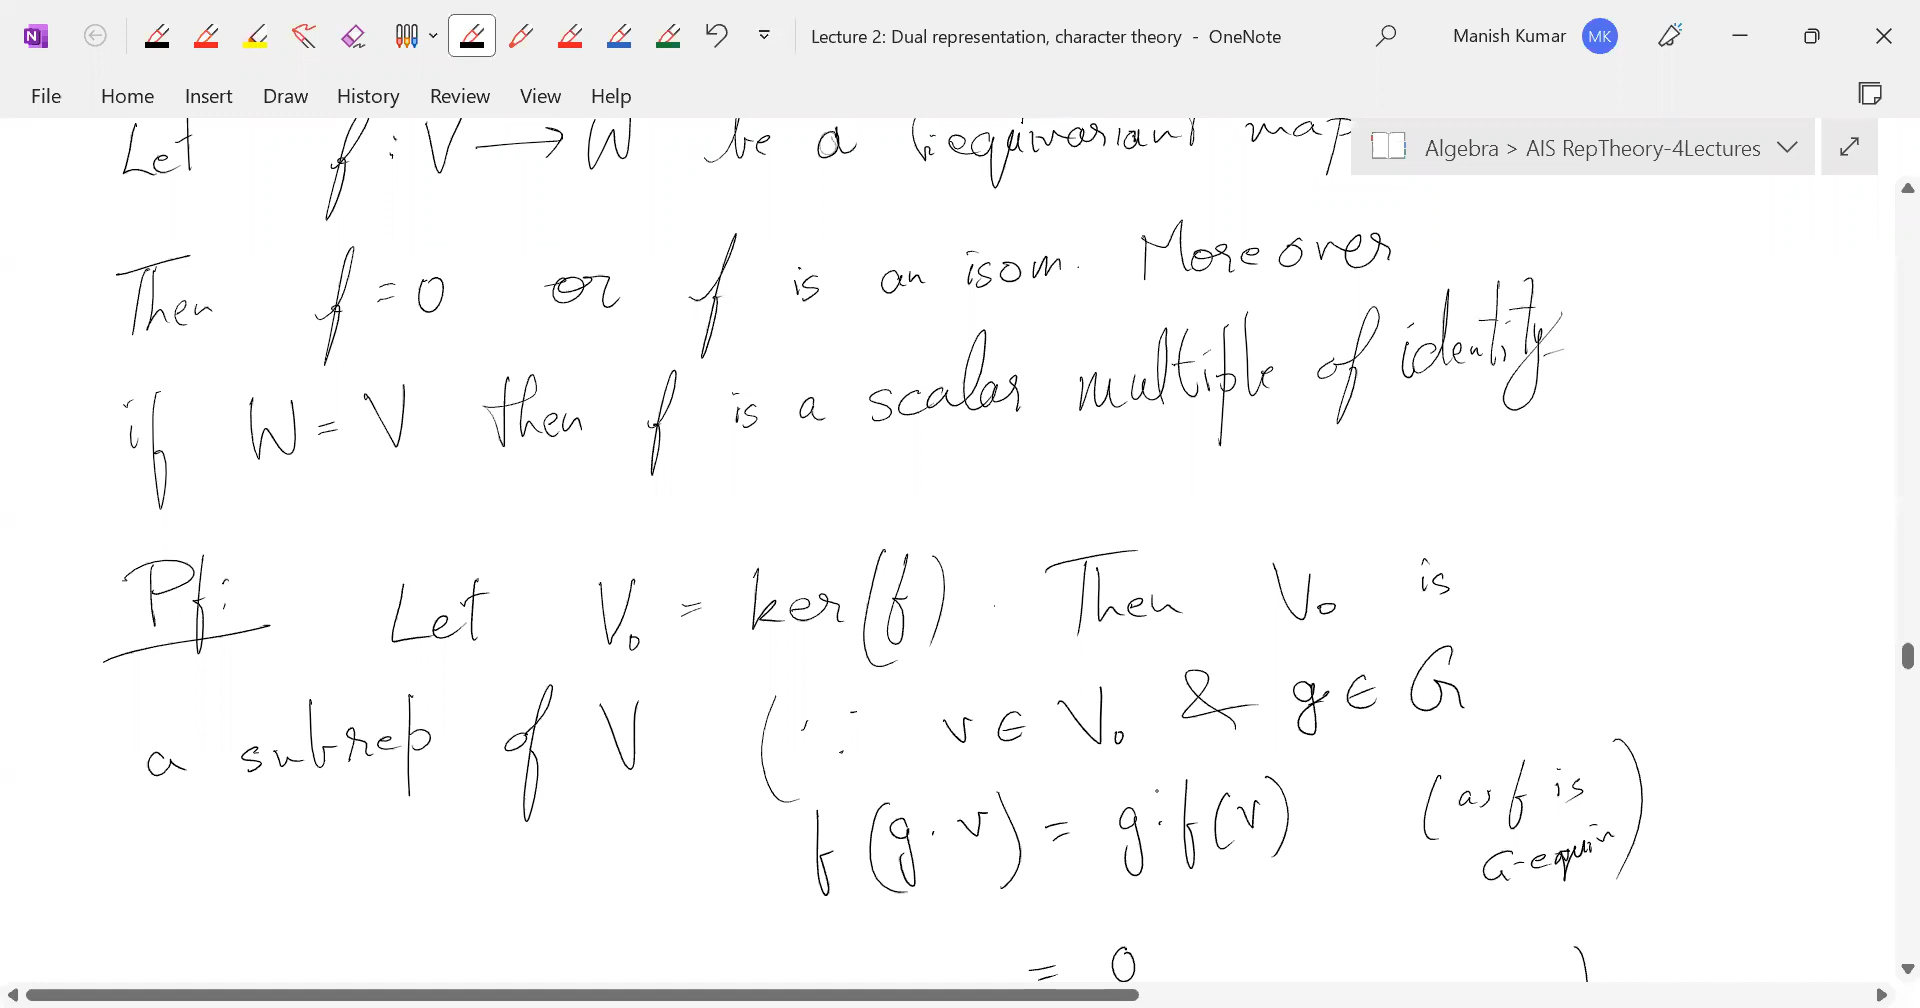 Lecture 2: Dual representation, character theory - OneNote
Manish Kumar MK
File Home Insert Draw History Review View Help
Algebra > AIS RepTheory-4Lectures
Let f : V → W be a G-equivariant map
Then f = 0 or f is an isom. Moreover
if W = V then f is a scalar multiple of identity
Pf: Let V₀ = ker(f). Then V₀ is
a subrep of V (∵ v ∈ V₀ & g ∈ G
f(g·v) = g·f(v) (as f is
G-equiv)
= 0 )